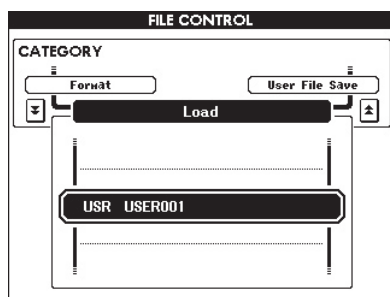 FILE CONTROL
CATEGORY
Format User File Save
Load
USR USER001